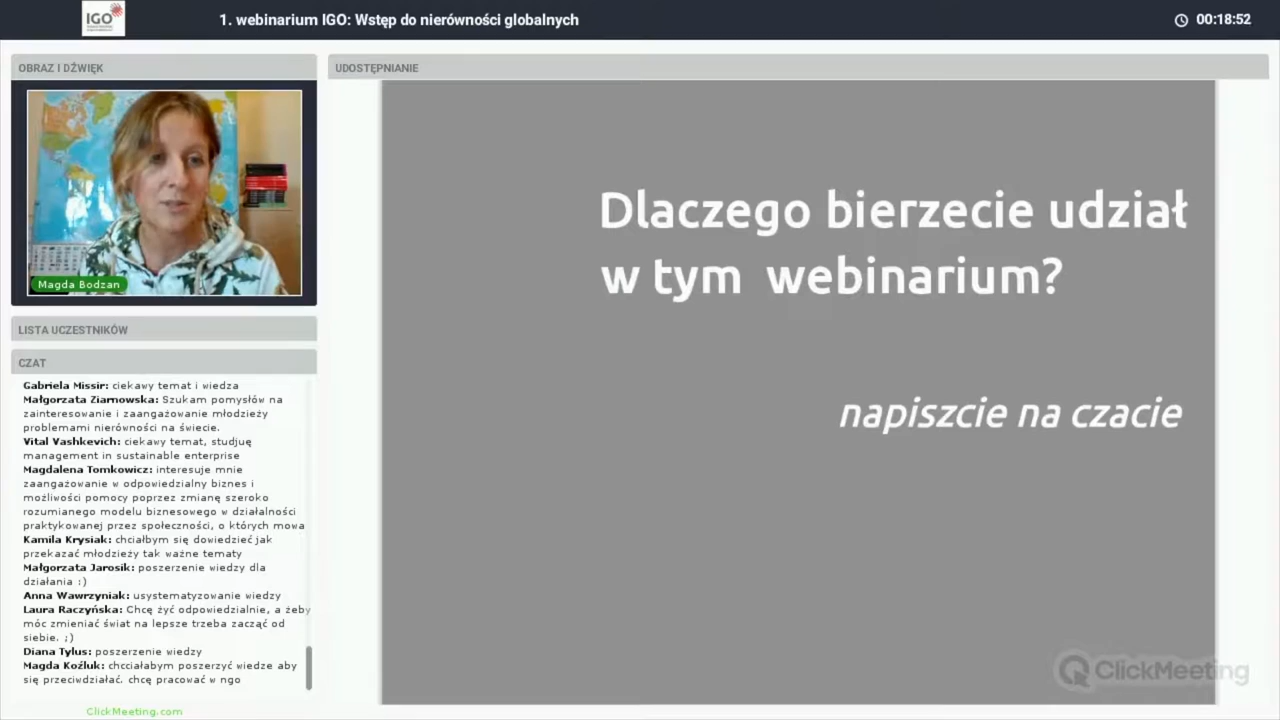 IGO
1. webinarium IGO: Wstęp do nierówności globalnych
00:18:52
OBRAZ I DŹWIĘK
Magda Bodzan
LISTA UCZESTNIKÓW
CZAT
Gabriela Missir: ciekawy temat i wiedza
Małgorzata Ziarnowska: Szukam pomysłów na
zainteresowanie i zaangażowanie młodzieży
problemami nierówności na świecie.
Vital Vashkevich: ciekawy temat, studjuę
management in sustainable enterprise
Magdalena Tomkowicz: interesuje mnie
zaangażowanie w odpowiedzialny biznes i
możliwości pomocy poprzez zmianę szeroko
rozumianego modelu biznesowego w działalności
praktykowanej przez społeczności, o których mowa
Kamila Krysiak: chciałbym się dowiedzieć jak
przekazać młodzieży tak ważne tematy
Małgorzata Jarosik: poszerzenie wiedzy dla
działania :)
Anna Wawrzyniak: usystematyzowanie wiedzy
Laura Raczyńska: Chcę żyć odpowiedzialnie, a żeby
móc zmieniać świat na lepsze trzeba zacząć od
siebie. ;)
Diana Tylus: poszerzenie wiedzy
Magda Koźluk: chcciałabym poszerzyć wiedze aby
się przeciwdziałać. chcę pracować w ngo
ClickMeeting.com
UDOSTĘPNIANIE
Dlaczego bierzecie udział
w tym webinarium?
napiszcie na czacie
ClickMeeting